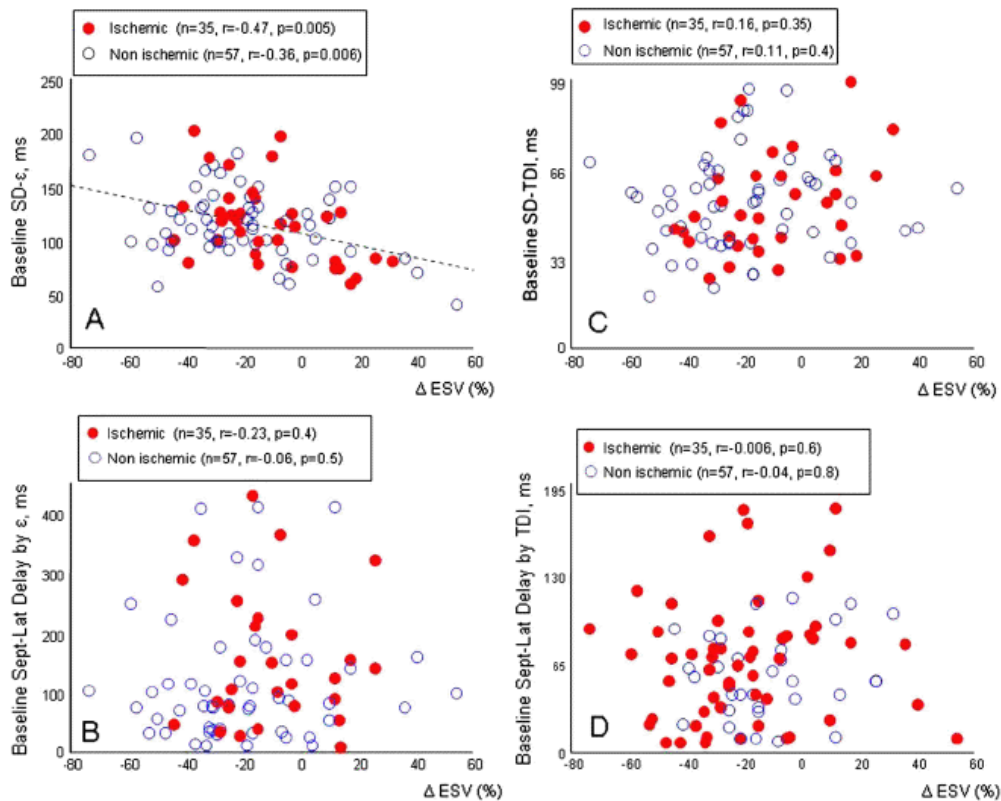 Ischemic (n=35, r=-0.47, p=0.005)
Non ischemic (n=57, r=-0.36, p=0.006)
250
200
150
100
50
0
Baseline SD-ε, ms
A
-80 -60 -40 -20 0 20 40 60
Δ ESV (%)
Ischemic (n=35, r=0.16, p=0.35)
Non ischemic (n=57, r=0.11, p=0.4)
99
66
33
0
Baseline SD-TDI, ms
C
-80 -60 -40 -20 0 20 40 60
Δ ESV (%)
Ischemic (n=35, r=-0.23, p=0.4)
Non ischemic (n=57, r=-0.06, p=0.5)
400
300
200
100
0
Baseline Sept-Lat Delay by ε, ms
B
-80 -60 -40 -20 0 20 40 60
Δ ESV (%)
Ischemic (n=35, r=-0.006, p=0.6)
Non ischemic (n=57, r=-0.04, p=0.8)
195
130
65
0
Baseline Sept-Lat Delay by TDI, ms
D
-80 -60 -40 -20 0 20 40 60
Δ ESV (%)